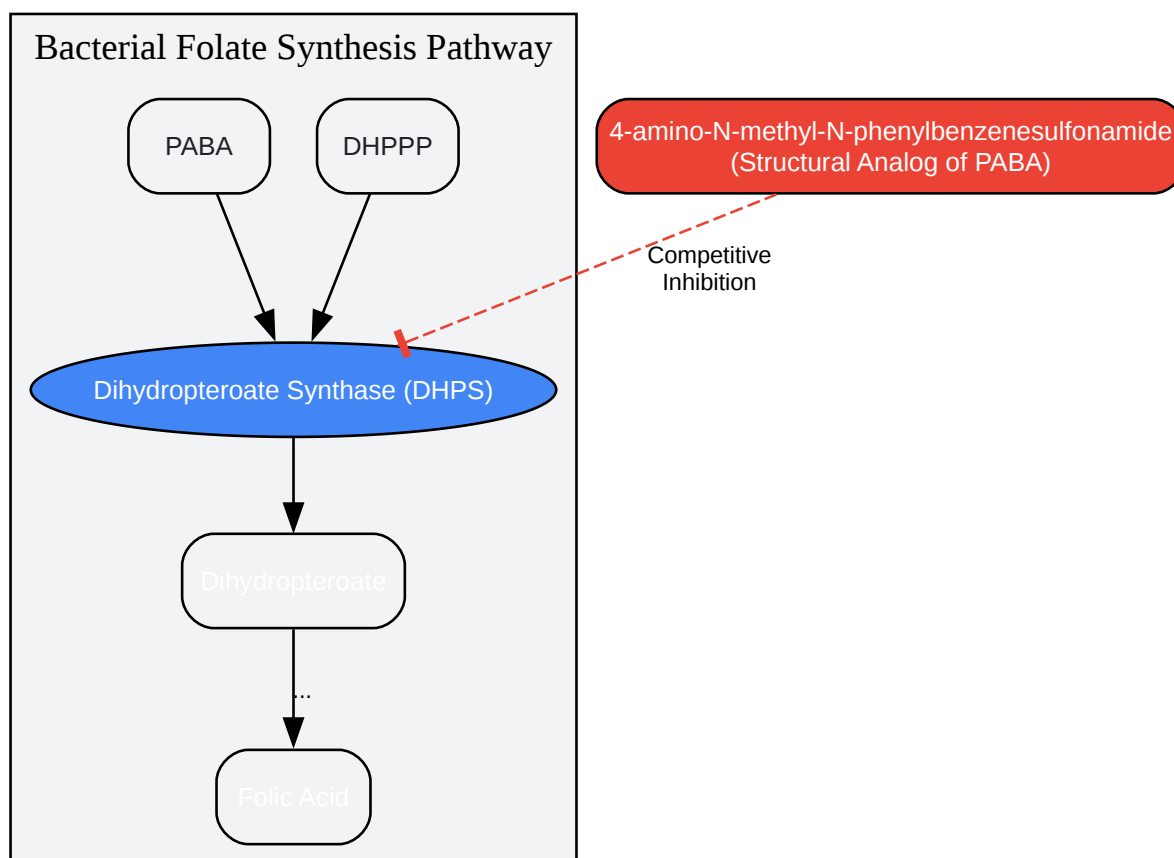 Bacterial Folate Synthesis Pathway
PABA
DHPPP
4-amino-N-methyl-N-phenylbenzenesulfonamide
(Structural Analog of PABA)
Competitive
Inhibition
Dihydropteroate Synthase (DHPS)
Dihydropteroate
...
Folic Acid